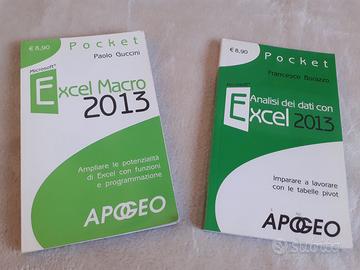 € 8,90
Pocket
Paolo Guccini
Microsoft®
Excel Macro
2013
Ampliare le potenzialità
di Excel con funzioni
e programmazione
APOGEO
€ 8,90
Pocket
Francesco Borazzo
Analisi dei dati con
Excel 2013
Imparare a lavorare
con le tabelle pivot
APOGEO
subito